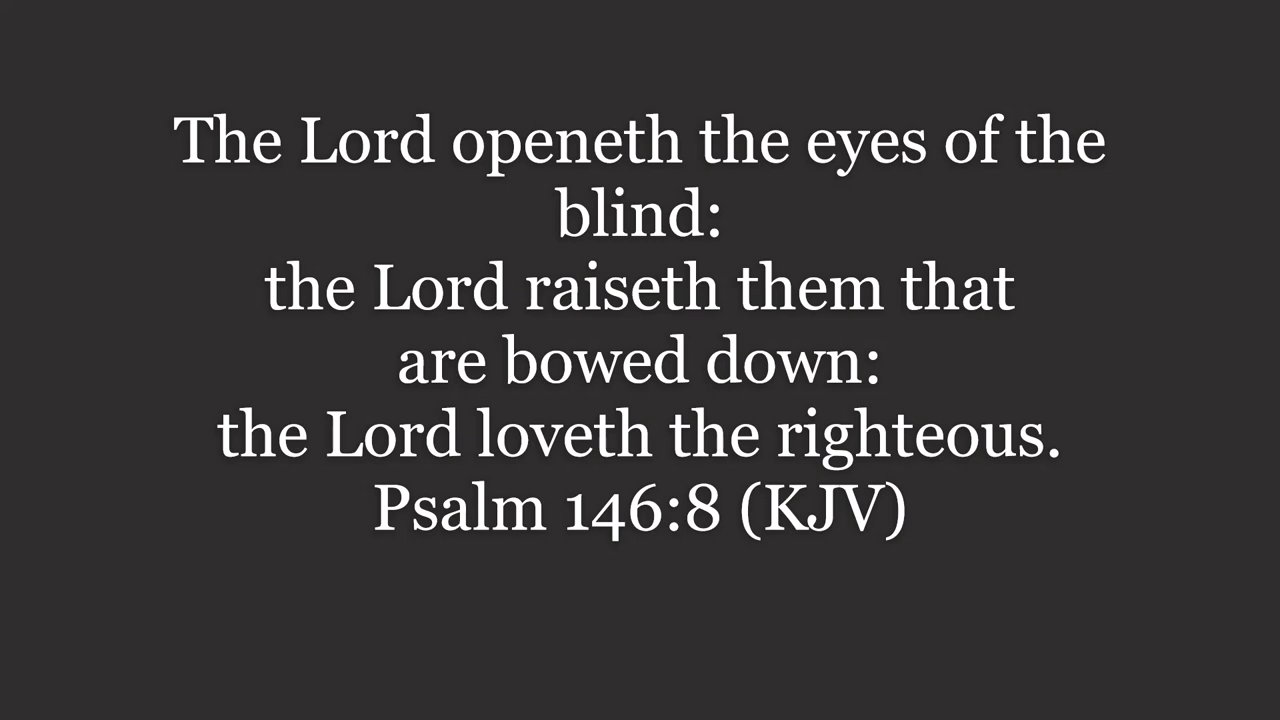 The Lord openeth the eyes of the
blind:
the Lord raiseth them that
are bowed down:
the Lord loveth the righteous.
Psalm 146:8 (KJV)